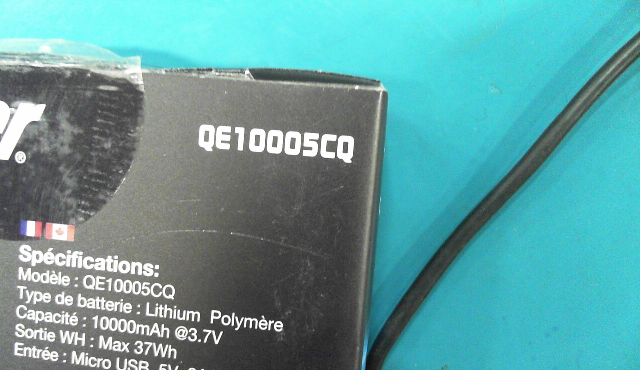 QE10005CQ
Spécifications:
Modèle : QE10005CQ
Type de batterie : Lithium Polymère
Capacité : 10000mAh @3.7V
Sortie WH : Max 37Wh
Entrée : Micro USB 5V